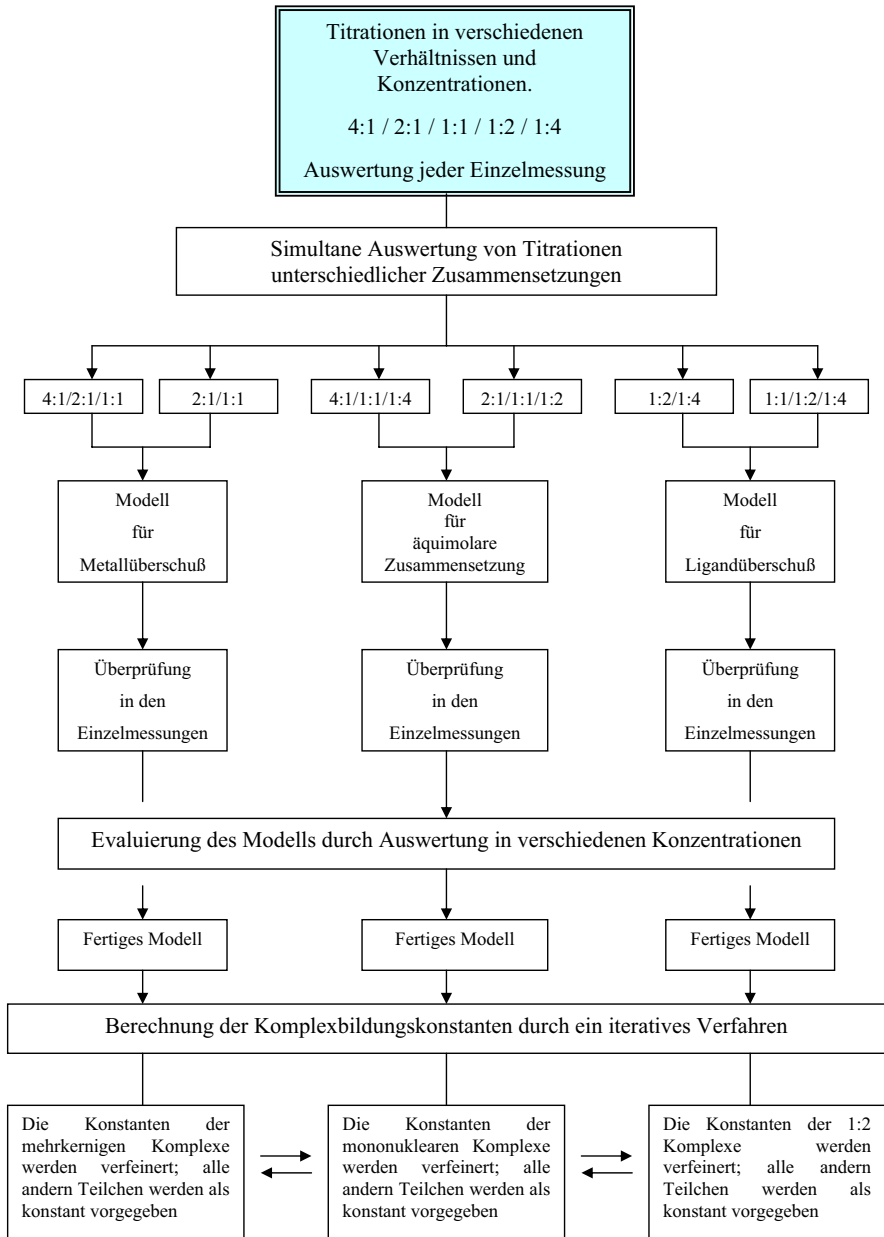 Titrationen in verschiedenen
Verhältnissen und
Konzentrationen.
4:1 / 2:1 / 1:1 / 1:2 / 1:4
Auswertung jeder Einzelmessung
Simultane Auswertung von Titrationen
unterschiedlicher Zusammensetzungen
4:1/2:1/1:1
2:1/1:1
4:1/1:1/1:4
2:1/1:1/1:2
1:2/1:4
1:1/1:2/1:4
Modell
für
Metallüberschuß
Modell
für
äquimolare
Zusammensetzung
Modell
für
Ligandüberschuß
Überprüfung
in den
Einzelmessungen
Überprüfung
in den
Einzelmessungen
Überprüfung
in den
Einzelmessungen
Evaluierung des Modells durch Auswertung in verschiedenen Konzentrationen
Fertiges Modell
Fertiges Modell
Fertiges Modell
Berechnung der Komplexbildungskonstanten durch ein iteratives Verfahren
Die Konstanten der
mehrkernigen Komplexe
werden verfeinert; alle
andern Teilchen werden als
konstant vorgegeben
Die Konstanten der
mononuklearen Komplexe
werden verfeinert; alle
andern Teilchen werden als
konstant vorgegeben
Die Konstanten der 1:2
Komplexe werden
verfeinert; alle andern
Teilchen werden als
konstant vorgegeben